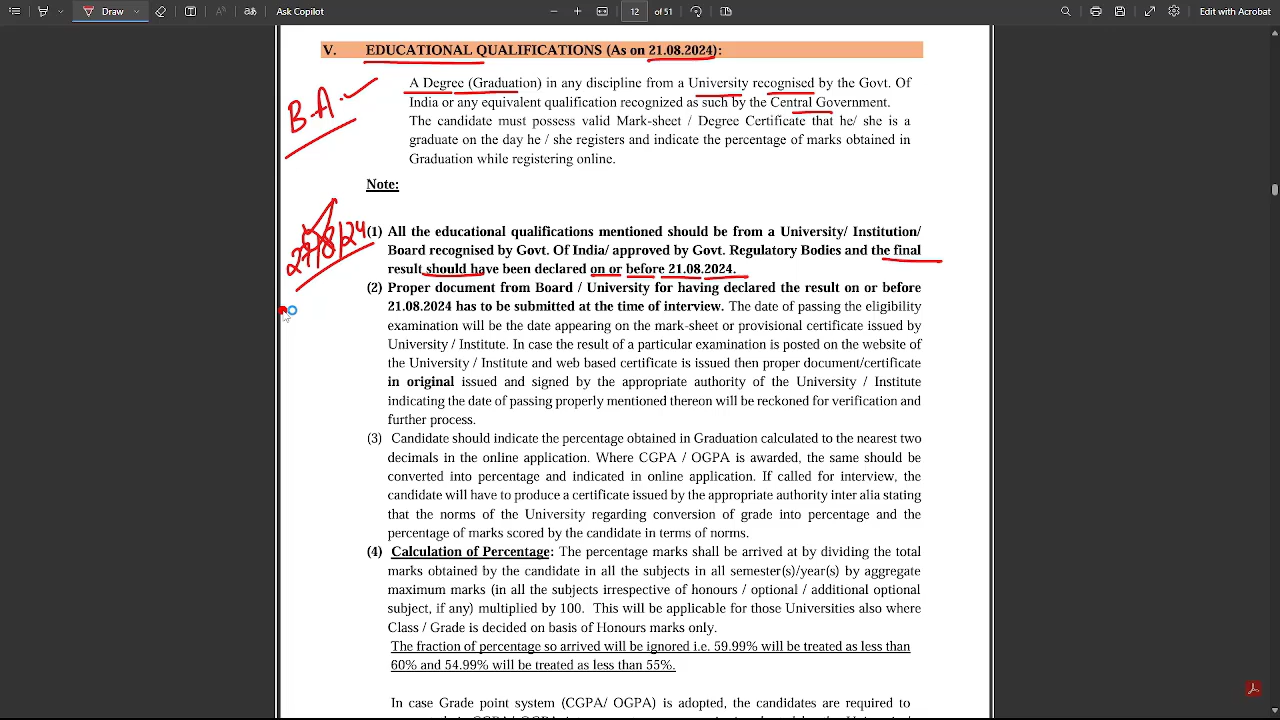 Draw
Ask Copilot
12 of 51
Edit with Acrobat
V. EDUCATIONAL QUALIFICATIONS (As on 21.08.2024):
A Degree (Graduation) in any discipline from a University recognised by the Govt. Of
India or any equivalent qualification recognized as such by the Central Government.
B.A.
The candidate must possess valid Mark-sheet / Degree Certificate that he/ she is a
graduate on the day he / she registers and indicate the percentage of marks obtained in
Graduation while registering online.
Note:
(1) All the educational qualifications mentioned should be from a University/ Institution/
Board recognised by Govt. Of India/ approved by Govt. Regulatory Bodies and the final
result should have been declared on or before 21.08.2024.
(2) Proper document from Board / University for having declared the result on or before
21.08.2024 has to be submitted at the time of interview. The date of passing the eligibility
examination will be the date appearing on the mark-sheet or provisional certificate issued by
University / Institute. In case the result of a particular examination is posted on the website of
the University / Institute and web based certificate is issued then proper document/certificate
in original issued and signed by the appropriate authority of the University / Institute
indicating the date of passing properly mentioned thereon will be reckoned for verification and
further process.
(3) Candidate should indicate the percentage obtained in Graduation calculated to the nearest two
decimals in the online application. Where CGPA / OGPA is awarded, the same should be
converted into percentage and indicated in online application. If called for interview, the
candidate will have to produce a certificate issued by the appropriate authority inter alia stating
that the norms of the University regarding conversion of grade into percentage and the
percentage of marks scored by the candidate in terms of norms.
(4) Calculation of Percentage: The percentage marks shall be arrived at by dividing the total
marks obtained by the candidate in all the subjects in all semester(s)/year(s) by aggregate
maximum marks (in all the subjects irrespective of honours / optional / additional optional
subject, if any) multiplied by 100. This will be applicable for those Universities also where
Class / Grade is decided on basis of Honours marks only.
The fraction of percentage so arrived will be ignored i.e. 59.99% will be treated as less than
60% and 54.99% will be treated as less than 55%.
In case Grade point system (CGPA/ OGPA) is adopted, the candidates are required to